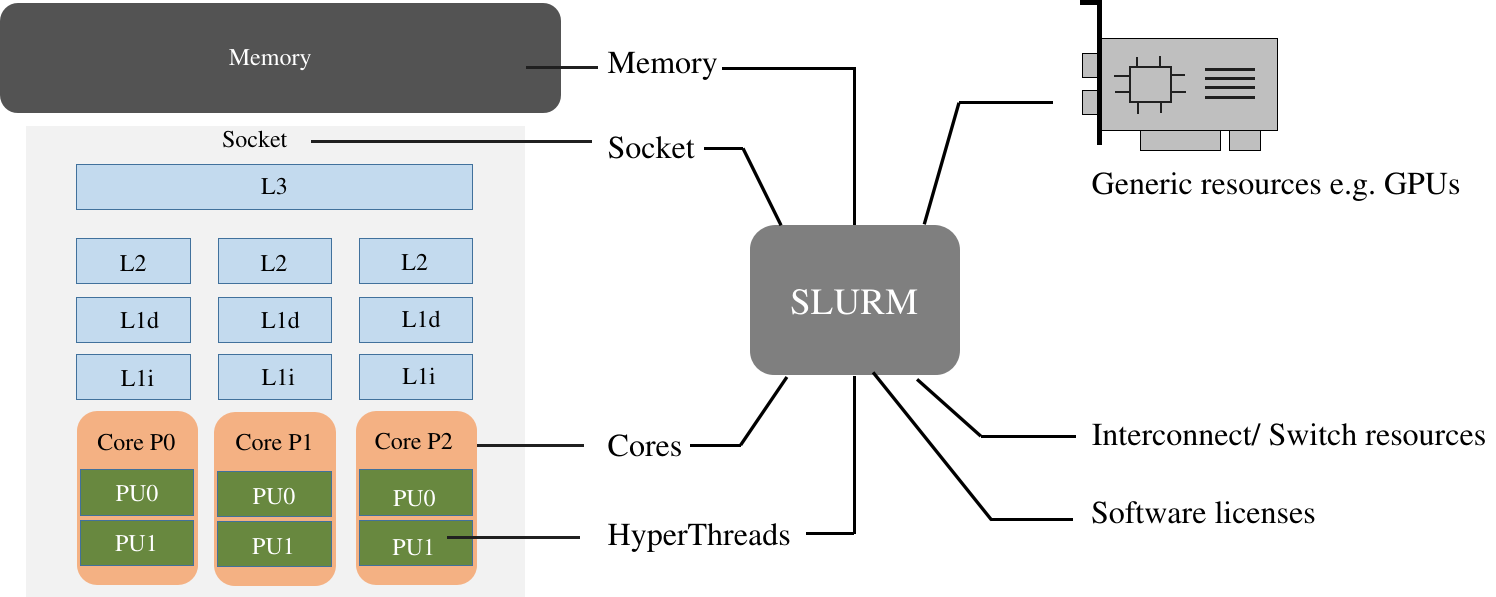 Memory
Socket
L3
L2 L2 L2
L1d L1d L1d
L1i L1i L1i
Core P0 Core P1 Core P2
PU0 PU0 PU0
PU1 PU1 PU1
Memory
Socket
SLURM
Cores
HyperThreads
Generic resources e.g. GPUs
Interconnect/ Switch resources
Software licenses